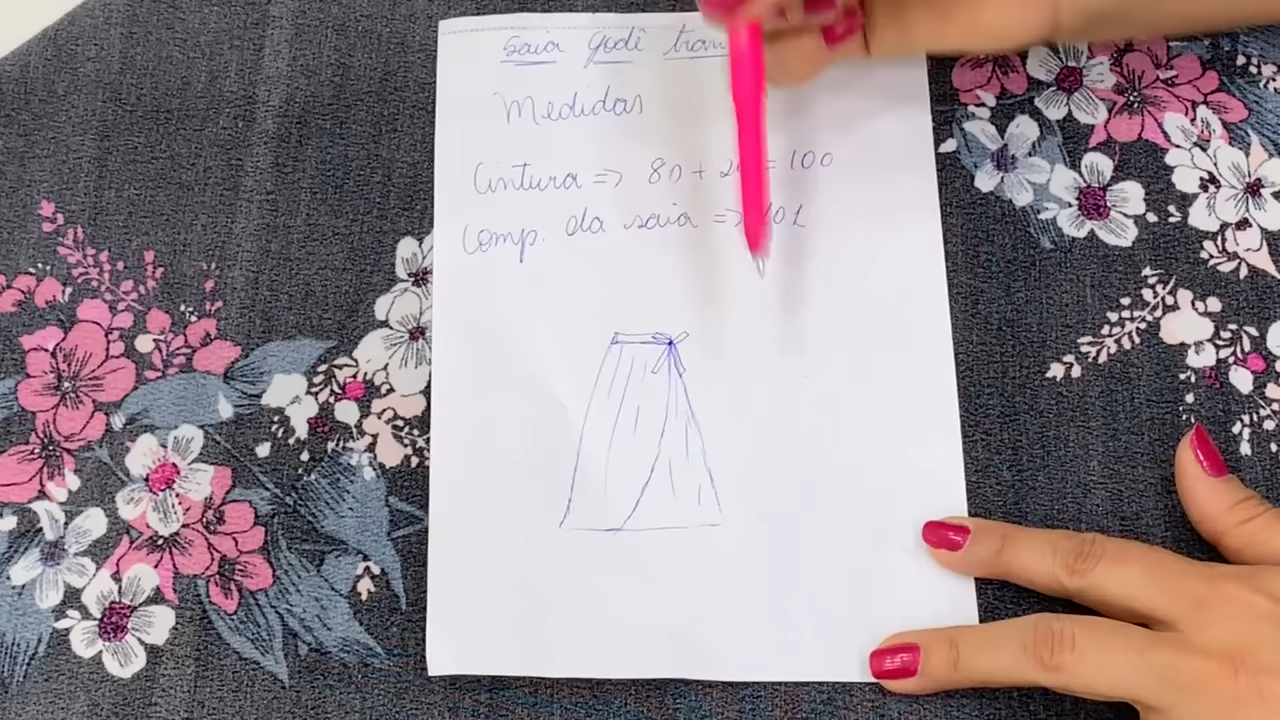 Saia godê
Medidas
Cintura => 80 + = 100
Comp. da saia =>